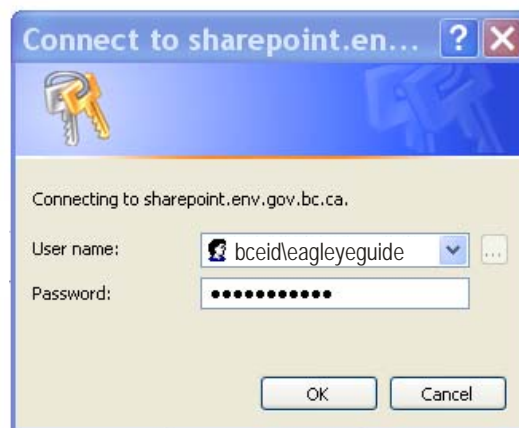 Connect to sharepoint.en...
Connecting to sharepoint.env.gov.bc.ca.
User name: bceid\eagleyeguide
Password: •••••••••••
OK Cancel